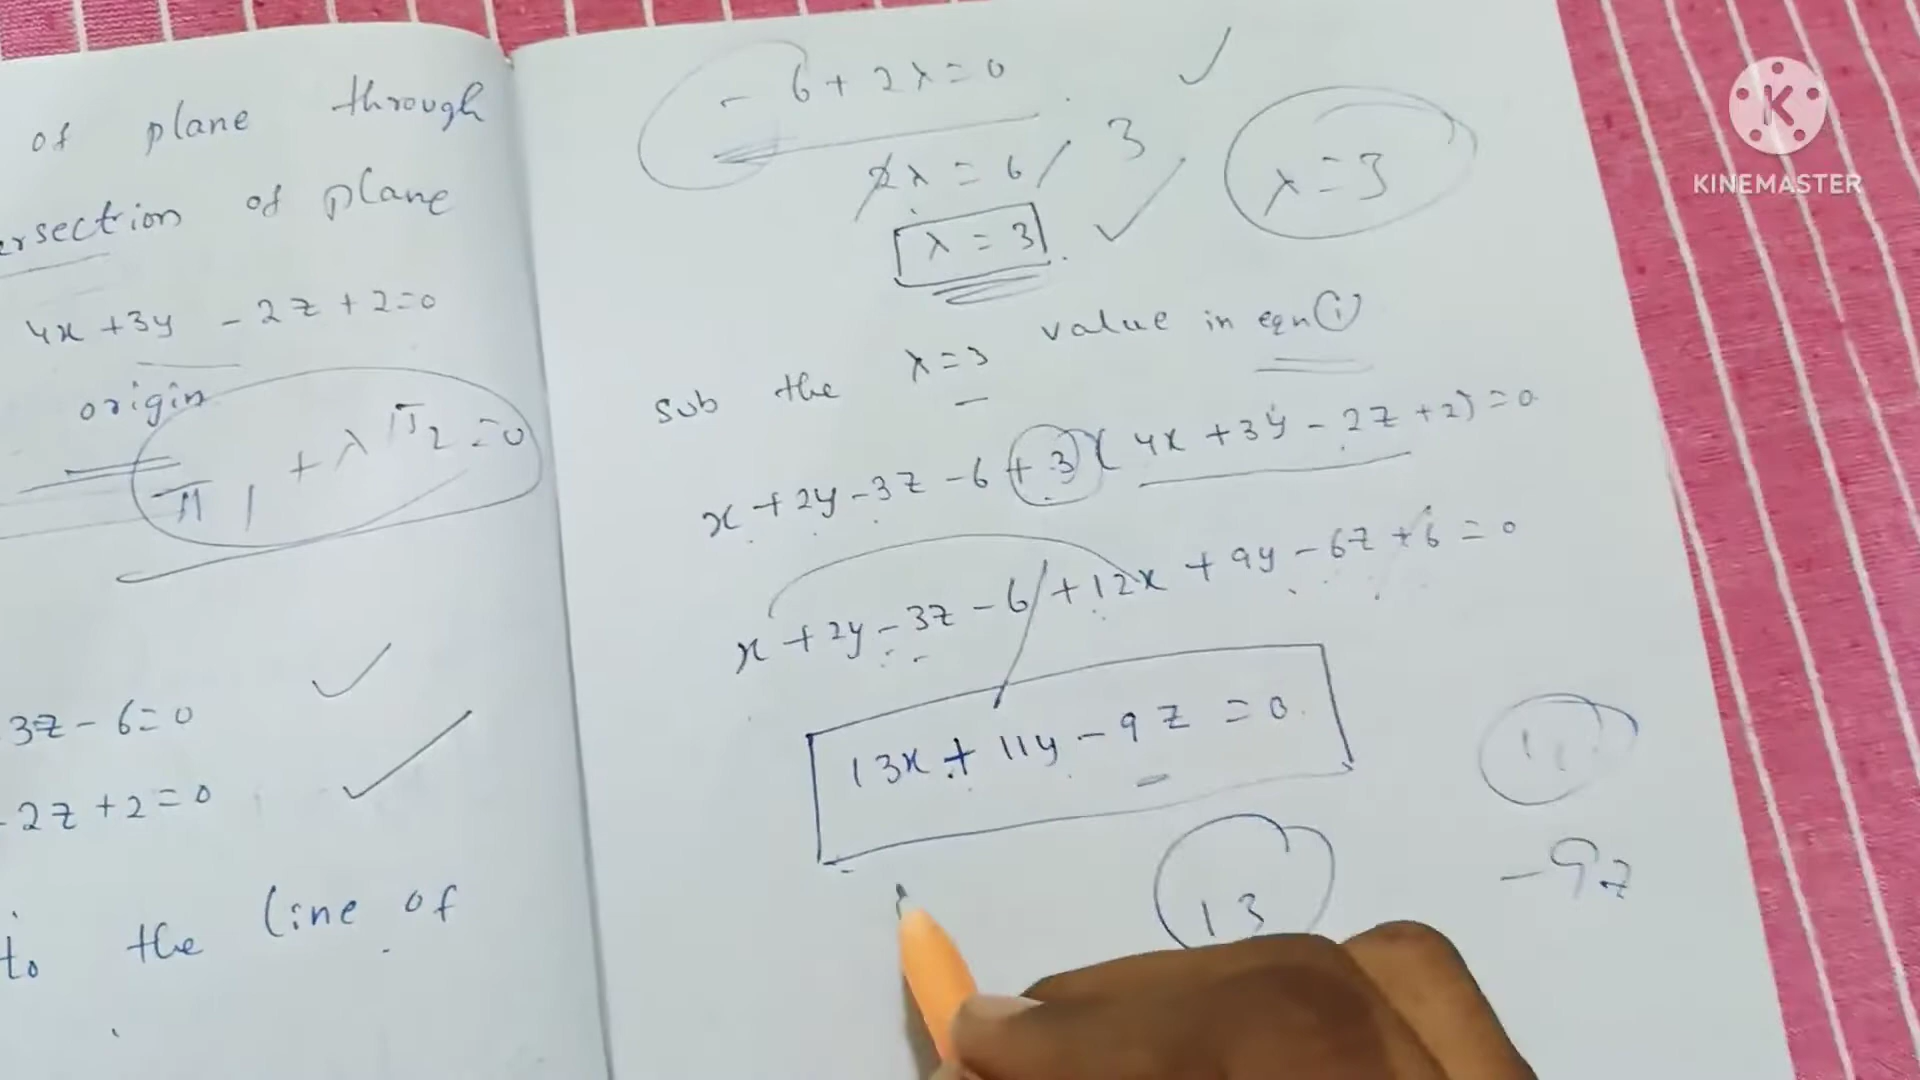 of plane through
ersection of plane
4x + 3y - 2z + 2 = 0
origin
π1 + λπ2 = 0
3z - 6 = 0
- 2z + 2 = 0
to the line of
- 6 + 2λ = 0
2λ = 6 3
λ = 3
λ = 3
sub the λ = 3 value in eqn (1)
x + 2y - 3z - 6 + 3 ( 4x + 3y - 2z + 2 ) = 0
x + 2y - 3z - 6 + 12x + 9y - 6z + 6 = 0
13x + 11y - 9z = 0
11
13
- 9z
KINEMASTER